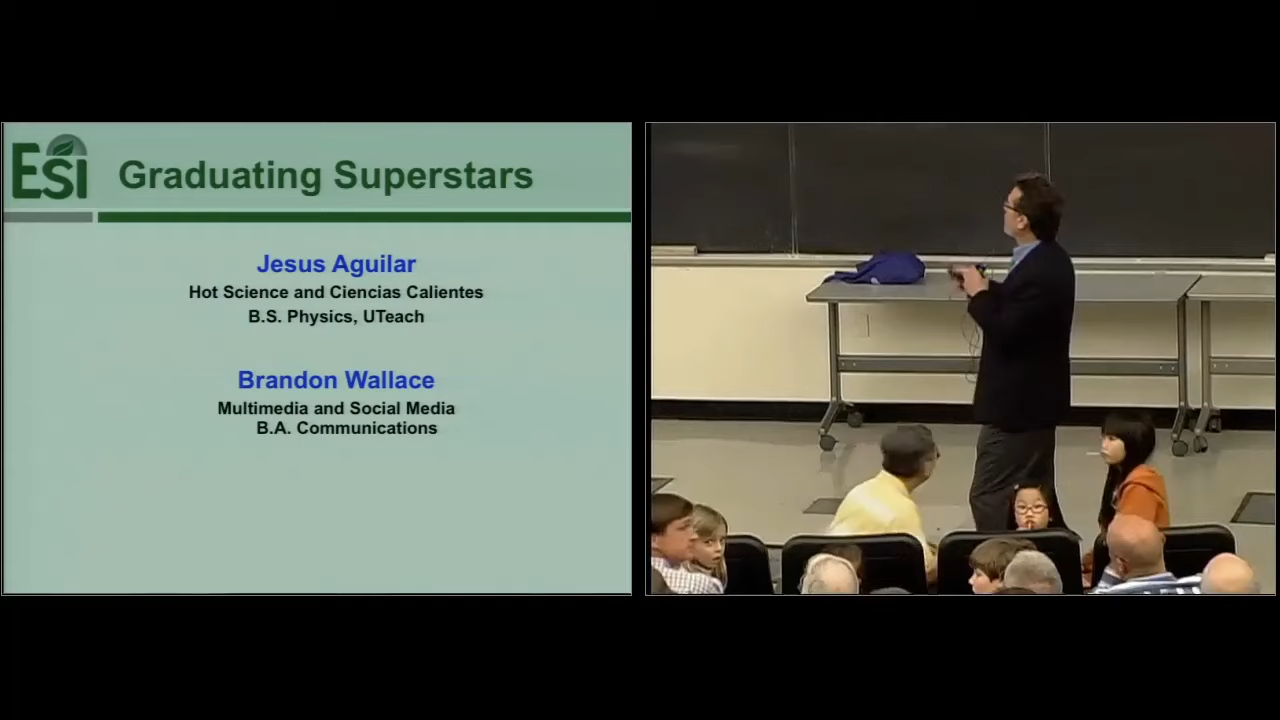 ESI
Graduating Superstars
Jesus Aguilar
Hot Science and Ciencias Calientes
B.S. Physics, UTeach
Brandon Wallace
Multimedia and Social Media
B.A. Communications